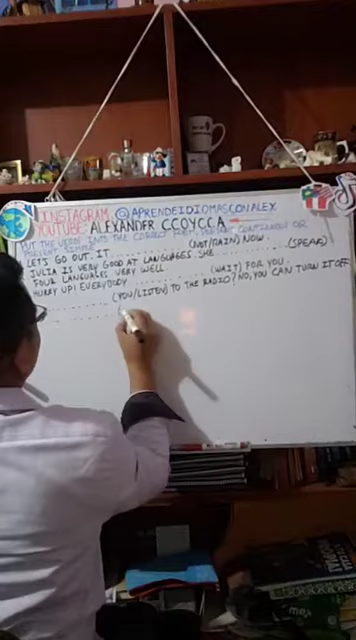 INSTAGRAM @APRENDEIDIOMASCONALEX
YOUTUBE ALEXANDER CCOYCCA
PUT THE VERBS INTO THE CORRECT FORM, PRESENT CONTINUOUS OR
PRESENT SIMPLE
LET'S GO OUT. IT ........... (NOT/RAIN) NOW.
JULIA IS VERY GOOD AT LANGUAGES. SHE ........... (SPEAK)
FOUR LANGUAGES VERY WELL
HURRY UP! EVERYBODY ........... (WAIT) FOR YOU.
........... (YOU/LISTEN) TO THE RADIO? NO, YOU CAN TURN IT OFF